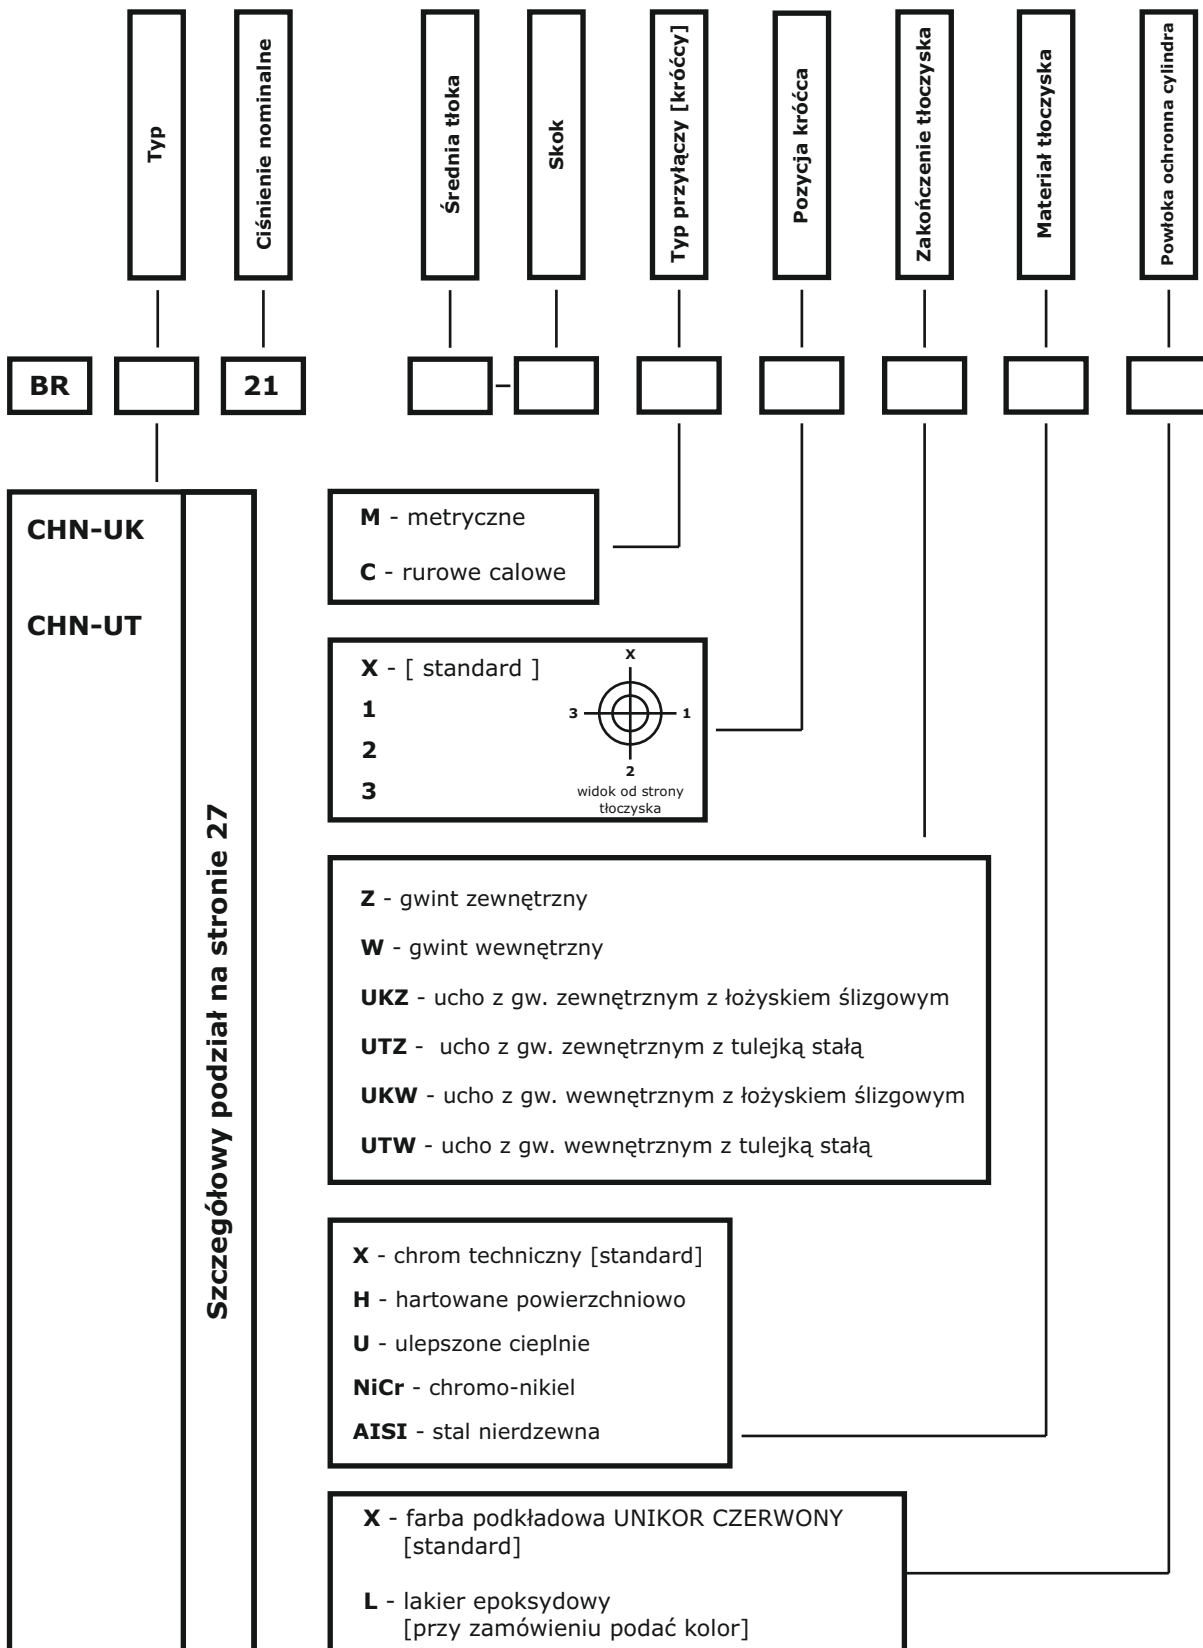 Typ
Ciśnienie nominalne
Średnia tłoka
Skok
Typ przyłączy [króćcy]
Pozycja króćca
Zakończenie tłoczyska
Materiał tłoczyska
Powłoka ochronna cylindra
BR
21
–
CHN-UK
CHN-UT
Szczegółowy podział na stronie 27
M - metryczne
C - rurowe calowe
X - [ standard ]
1
2
3
X
3
1
2
widok od strony
tłoczyska
Z - gwint zewnętrzny
W - gwint wewnętrzny
UKZ - ucho z gw. zewnętrznym z łożyskiem ślizgowym
UTZ - ucho z gw. zewnętrznym z tulejką stałą
UKW - ucho z gw. wewnętrznym z łożyskiem ślizgowym
UTW - ucho z gw. wewnętrznym z tulejką stałą
X - chrom techniczny [standard]
H - hartowane powierzchniowo
U - ulepszone cieplnie
NiCr - chromo-nikiel
AISI - stal nierdzewna
X - farba podkładowa UNIKOR CZERWONY
[standard]
L - lakier epoksydowy
[przy zamówieniu podać kolor]